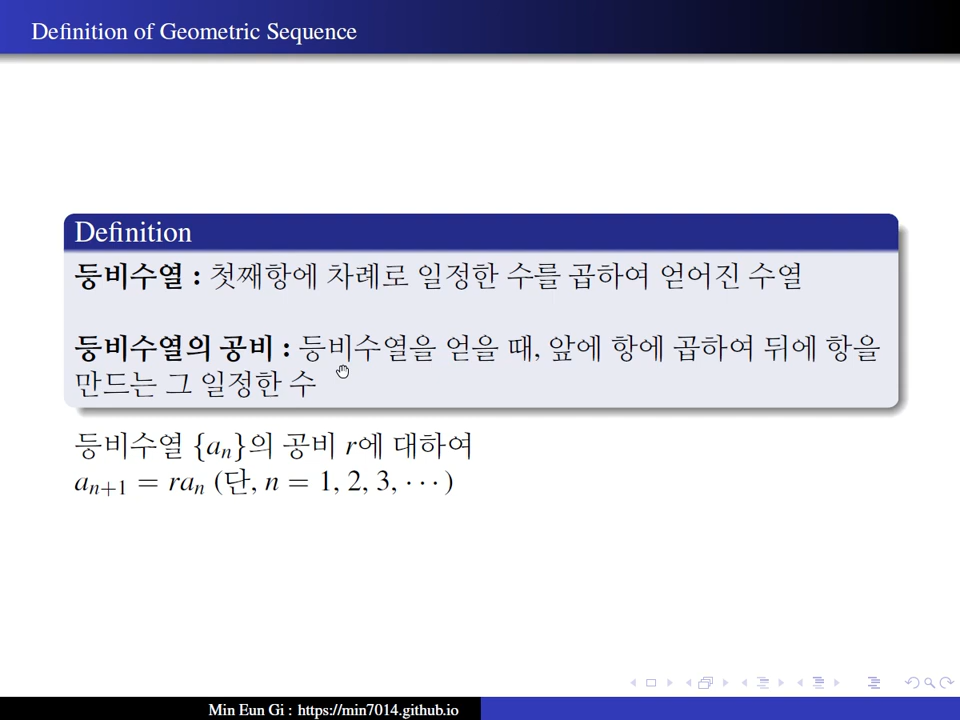 Definition of Geometric Sequence
Definition
등비수열 : 첫째항에 차례로 일정한 수를 곱하여 얻어진 수열
등비수열의 공비 : 등비수열을 얻을 때, 앞에 항에 곱하여 뒤에 항을
만드는 그 일정한 수
등비수열 {aₙ}의 공비 r에 대하여
aₙ₊₁ = raₙ (단, n = 1, 2, 3, ⋯ )
Min Eun Gi : https://min7014.github.io